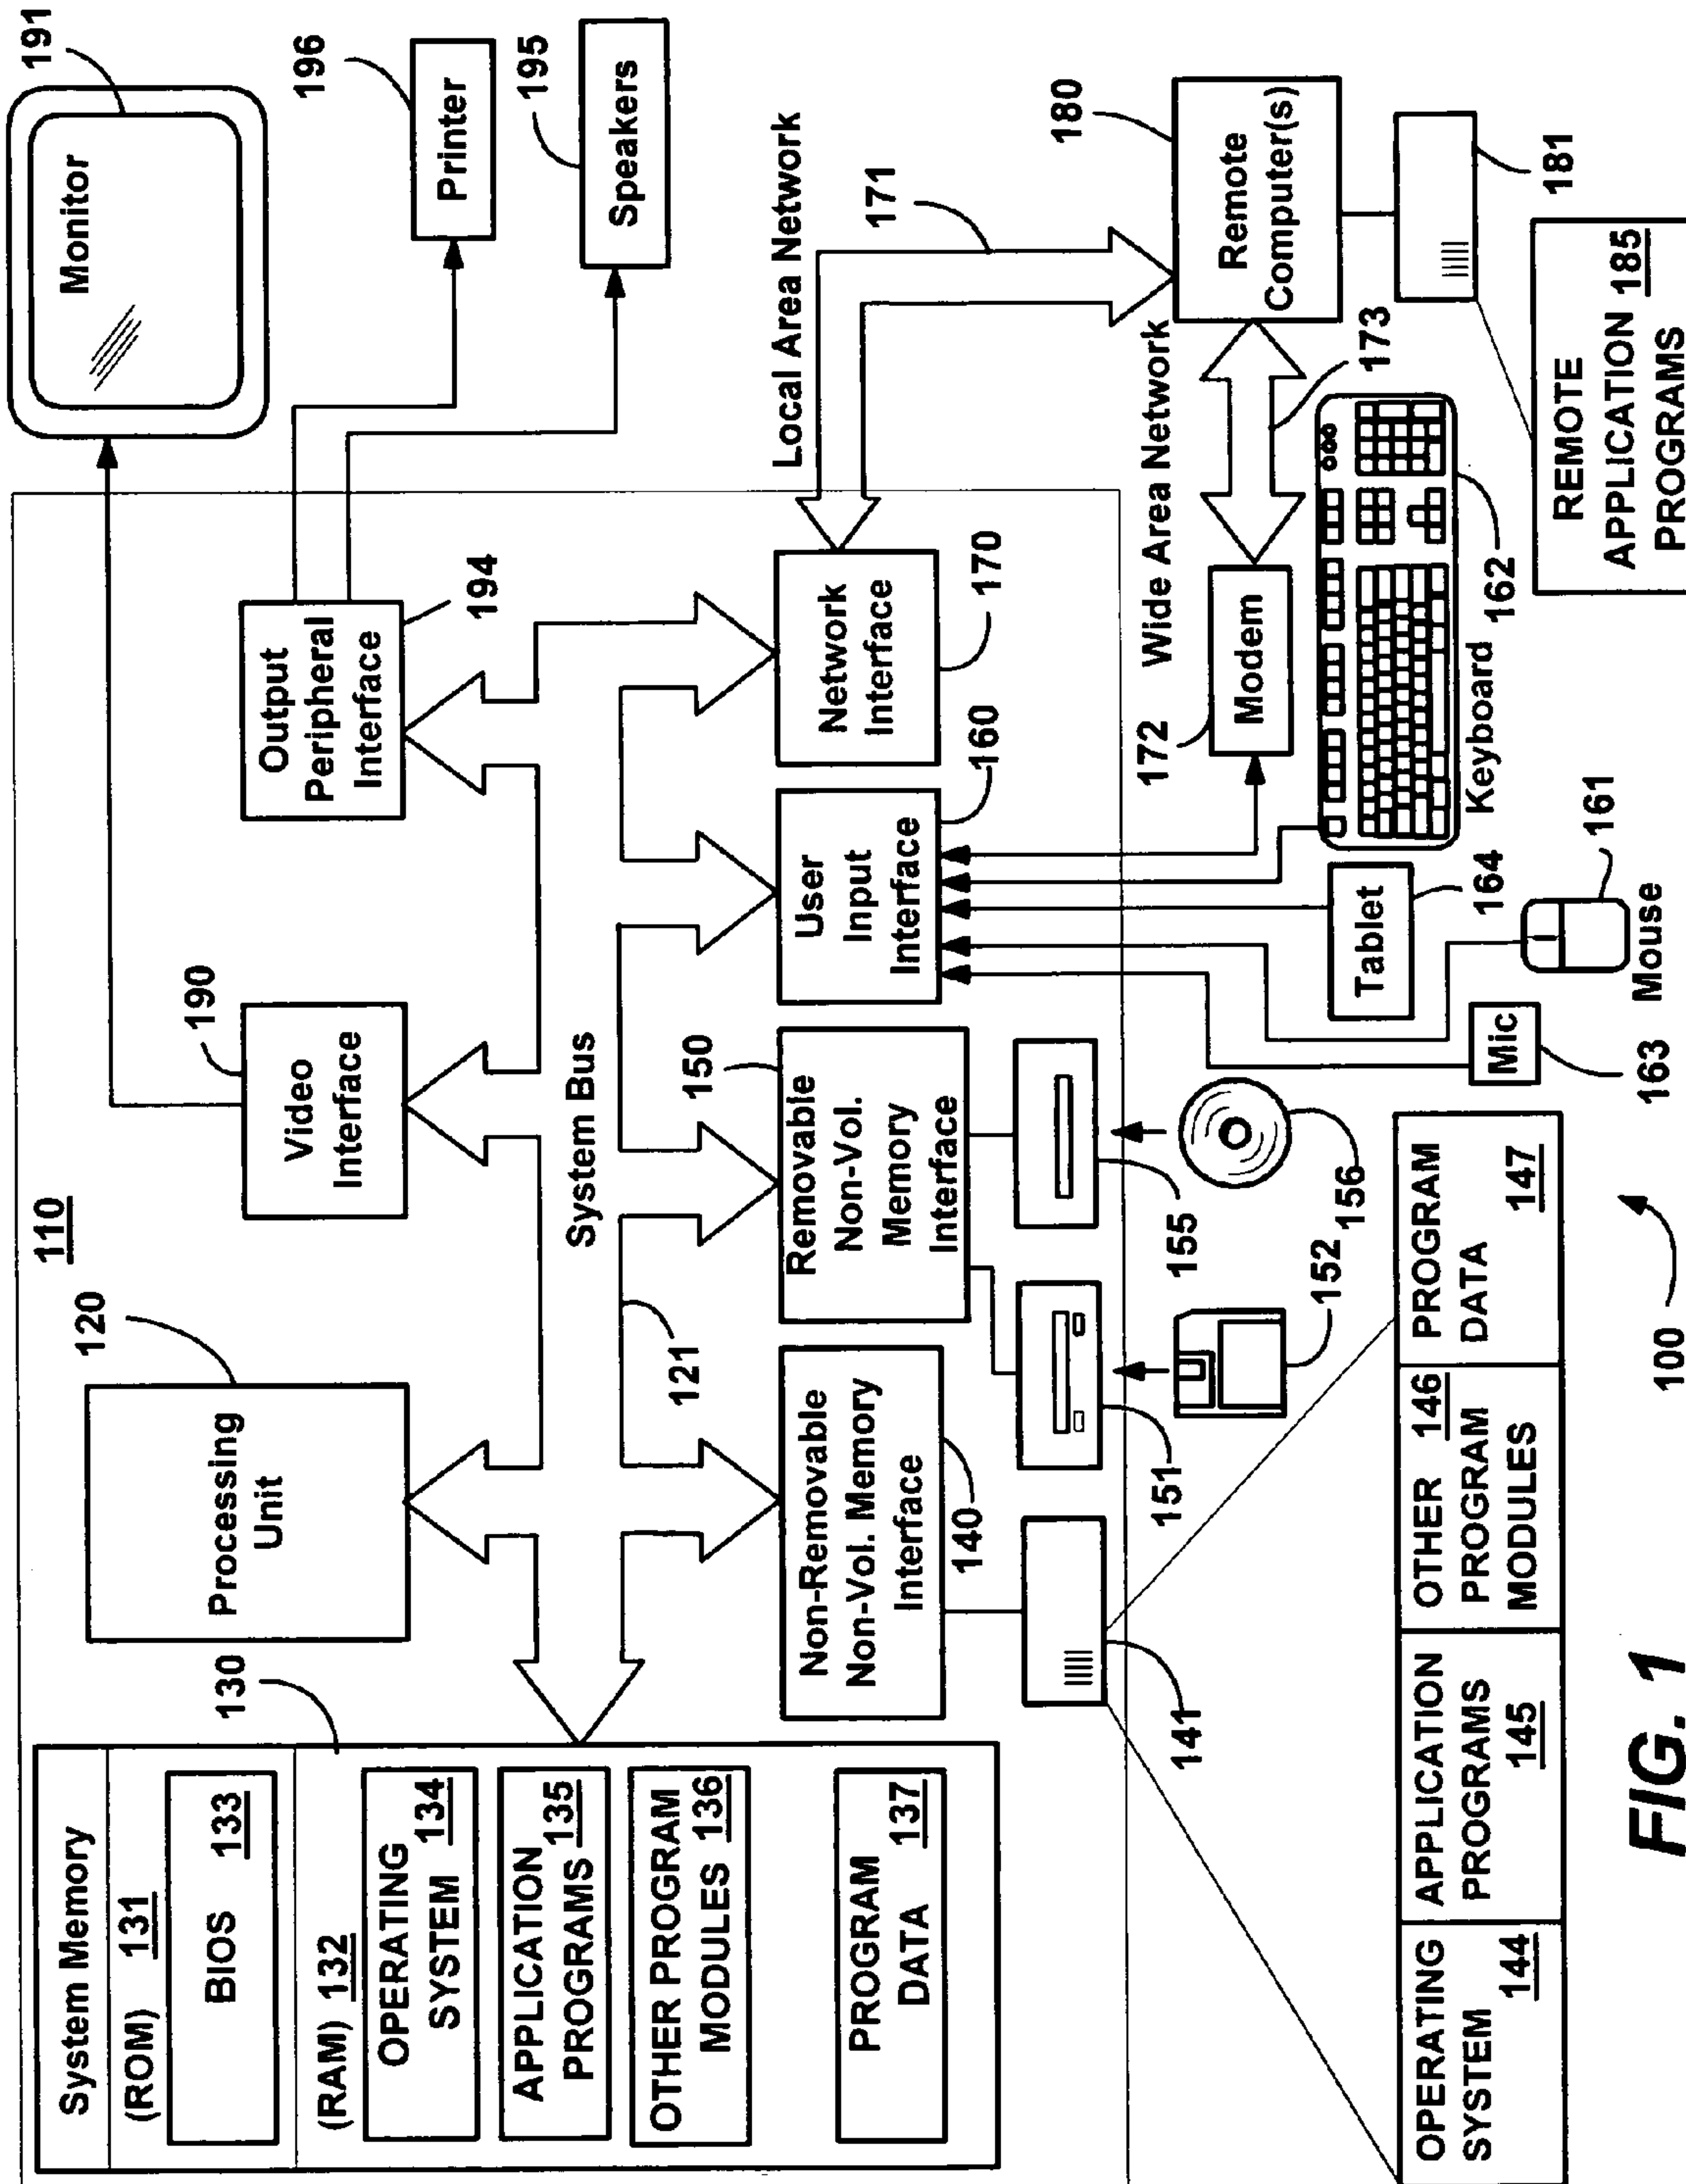 System Memory
(ROM) 131
BIOS 133
(RAM) 132
OPERATING
SYSTEM 134
APPLICATION
PROGRAMS 135
OTHER PROGRAM
MODULES 136
PROGRAM
DATA 137
130
110
120
Processing
Unit
190
Video
Interface
Output
Peripheral
Interface
194
Monitor
191
196
Printer
195
Speakers
System Bus
121
Non-Removable
Non-Vol. Memory
Interface
140
150
Removable
Non-Vol.
Memory
Interface
User
Input
Interface
160
Network
Interface
170
Local Area Network
171
141
151
152
155
156
172
Modem
Wide Area Network
173
180
Remote
Computer(s)
181
REMOTE
APPLICATION 185
PROGRAMS
162
Keyboard
Tablet
164
161
Mouse
Mic
163
OPERATING
SYSTEM
144
APPLICATION
PROGRAMS
145
OTHER 146
PROGRAM
MODULES
PROGRAM
DATA
147
100
FIG. 1